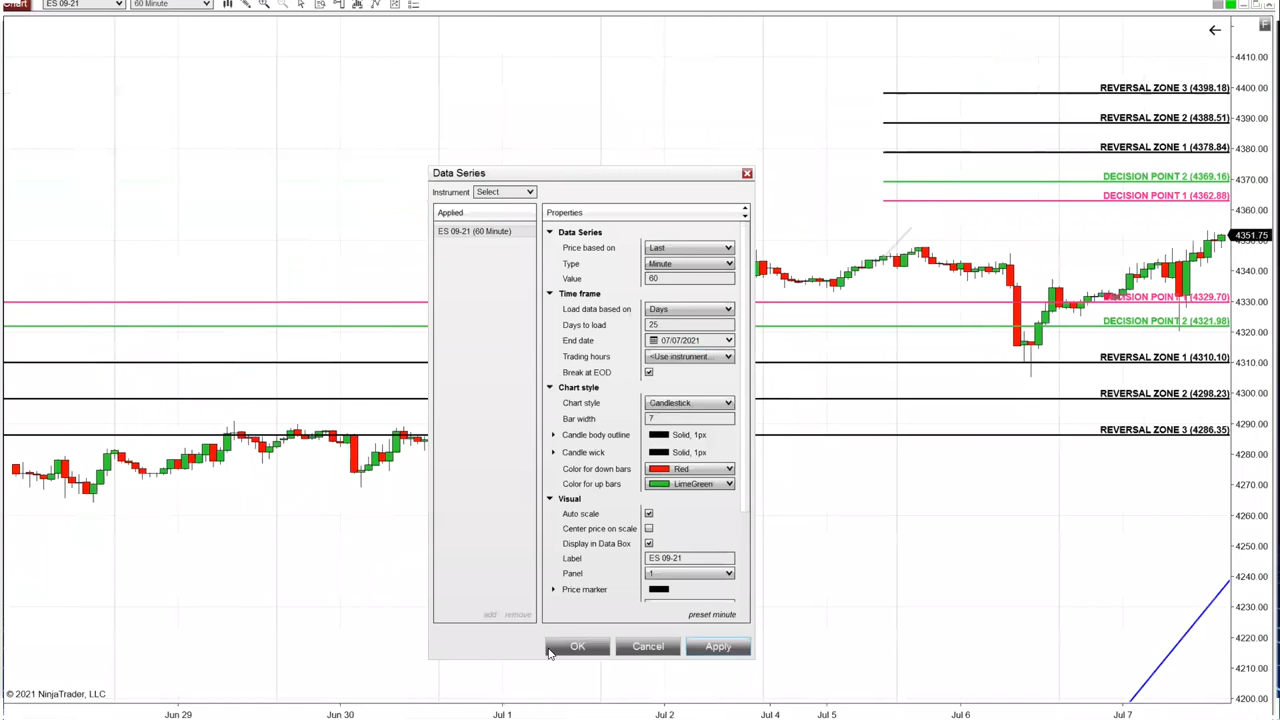 Chart ES 09-21 60 Minute
F
4410.00
REVERSAL ZONE 3 (4398.18) 4400.00
REVERSAL ZONE 2 (4388.51) 4390.00
REVERSAL ZONE 1 (4378.84) 4380.00
DECISION POINT 2 (4369.16) 4370.00
DECISION POINT 1 (4362.88)
4360.00
4351.75
4340.00
DECISION POINT 1 (4329.70) 4330.00
DECISION POINT 2 (4321.98) 4320.00
REVERSAL ZONE 1 (4310.10) 4310.00
REVERSAL ZONE 2 (4298.23) 4300.00
4290.00
REVERSAL ZONE 3 (4286.35)
4280.00
4270.00
4260.00
4250.00
4240.00
4230.00
4220.00
4210.00
4200.00
Data Series
Instrument Select
Applied
ES 09-21 (60 Minute)
add remove
Properties
Data Series
Price based on Last
Type Minute
Value 60
Time frame
Load data based on Days
Days to load 25
End date 07/07/2021
Trading hours <Use instrument...
Break at EOD
Chart style
Chart style Candlestick
Bar width 7
Candle body outline Solid, 1px
Candle wick Solid, 1px
Color for down bars Red
Color for up bars LimeGreen
Visual
Auto scale
Center price on scale
Display in Data Box
Label ES 09-21
Panel 1
Price marker
preset minute
OK Cancel Apply
© 2021 NinjaTrader, LLC
Jun 29 Jun 30 Jul 1 Jul 2 Jul 4 Jul 5 Jul 6 Jul 7